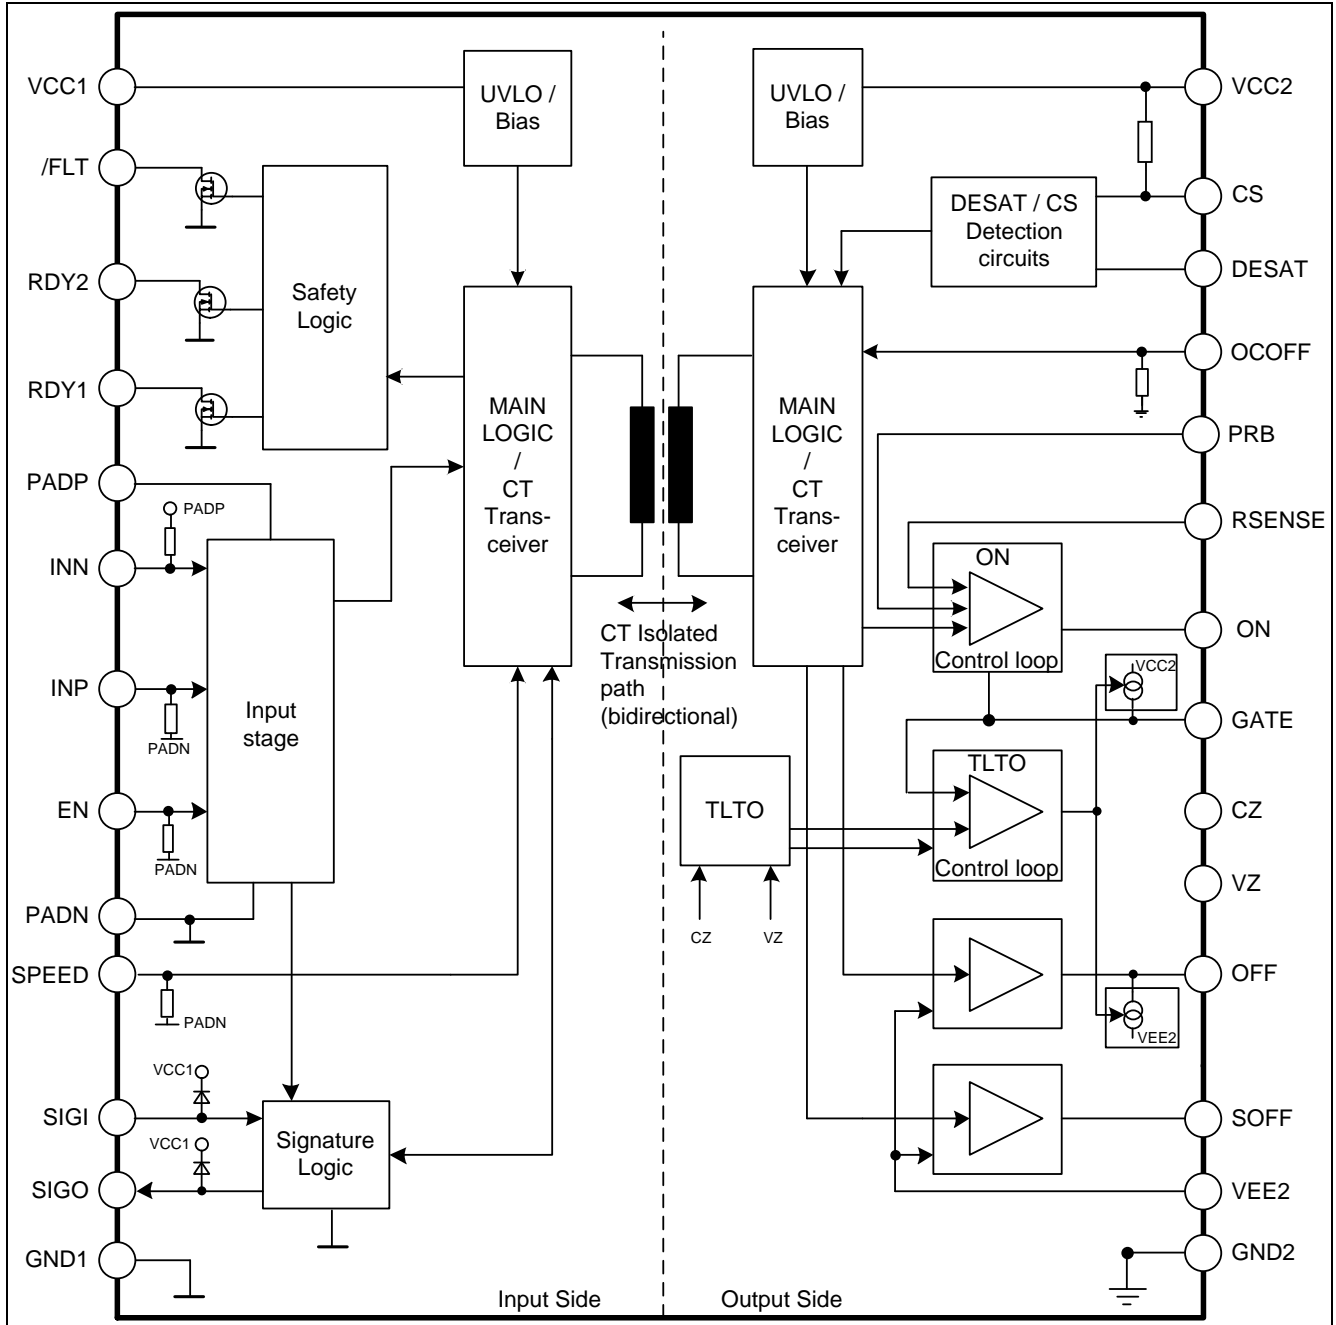 VCC1
/FLT
RDY2
RDY1
PADP
INN
INP
EN
PADN
SPEED
SIGI
SIGO
GND1
UVLO /
Bias
Safety
Logic
MAIN
LOGIC
/
CT
Trans-
ceiver
PADP
PADN
PADN
PADN
Input
stage
VCC1
VCC1
Signature
Logic
Input Side
CT Isolated
Transmission
path
(bidirectional)
UVLO /
Bias
DESAT / CS
Detection
circuits
MAIN
LOGIC
/
CT
Trans-
ceiver
ON
Control loop
VCC2
TLTO
CZ
VZ
TLTO
Control loop
VEE2
Output Side
VCC2
CS
DESAT
OCOFF
PRB
RSENSE
ON
GATE
CZ
VZ
OFF
SOFF
VEE2
GND2